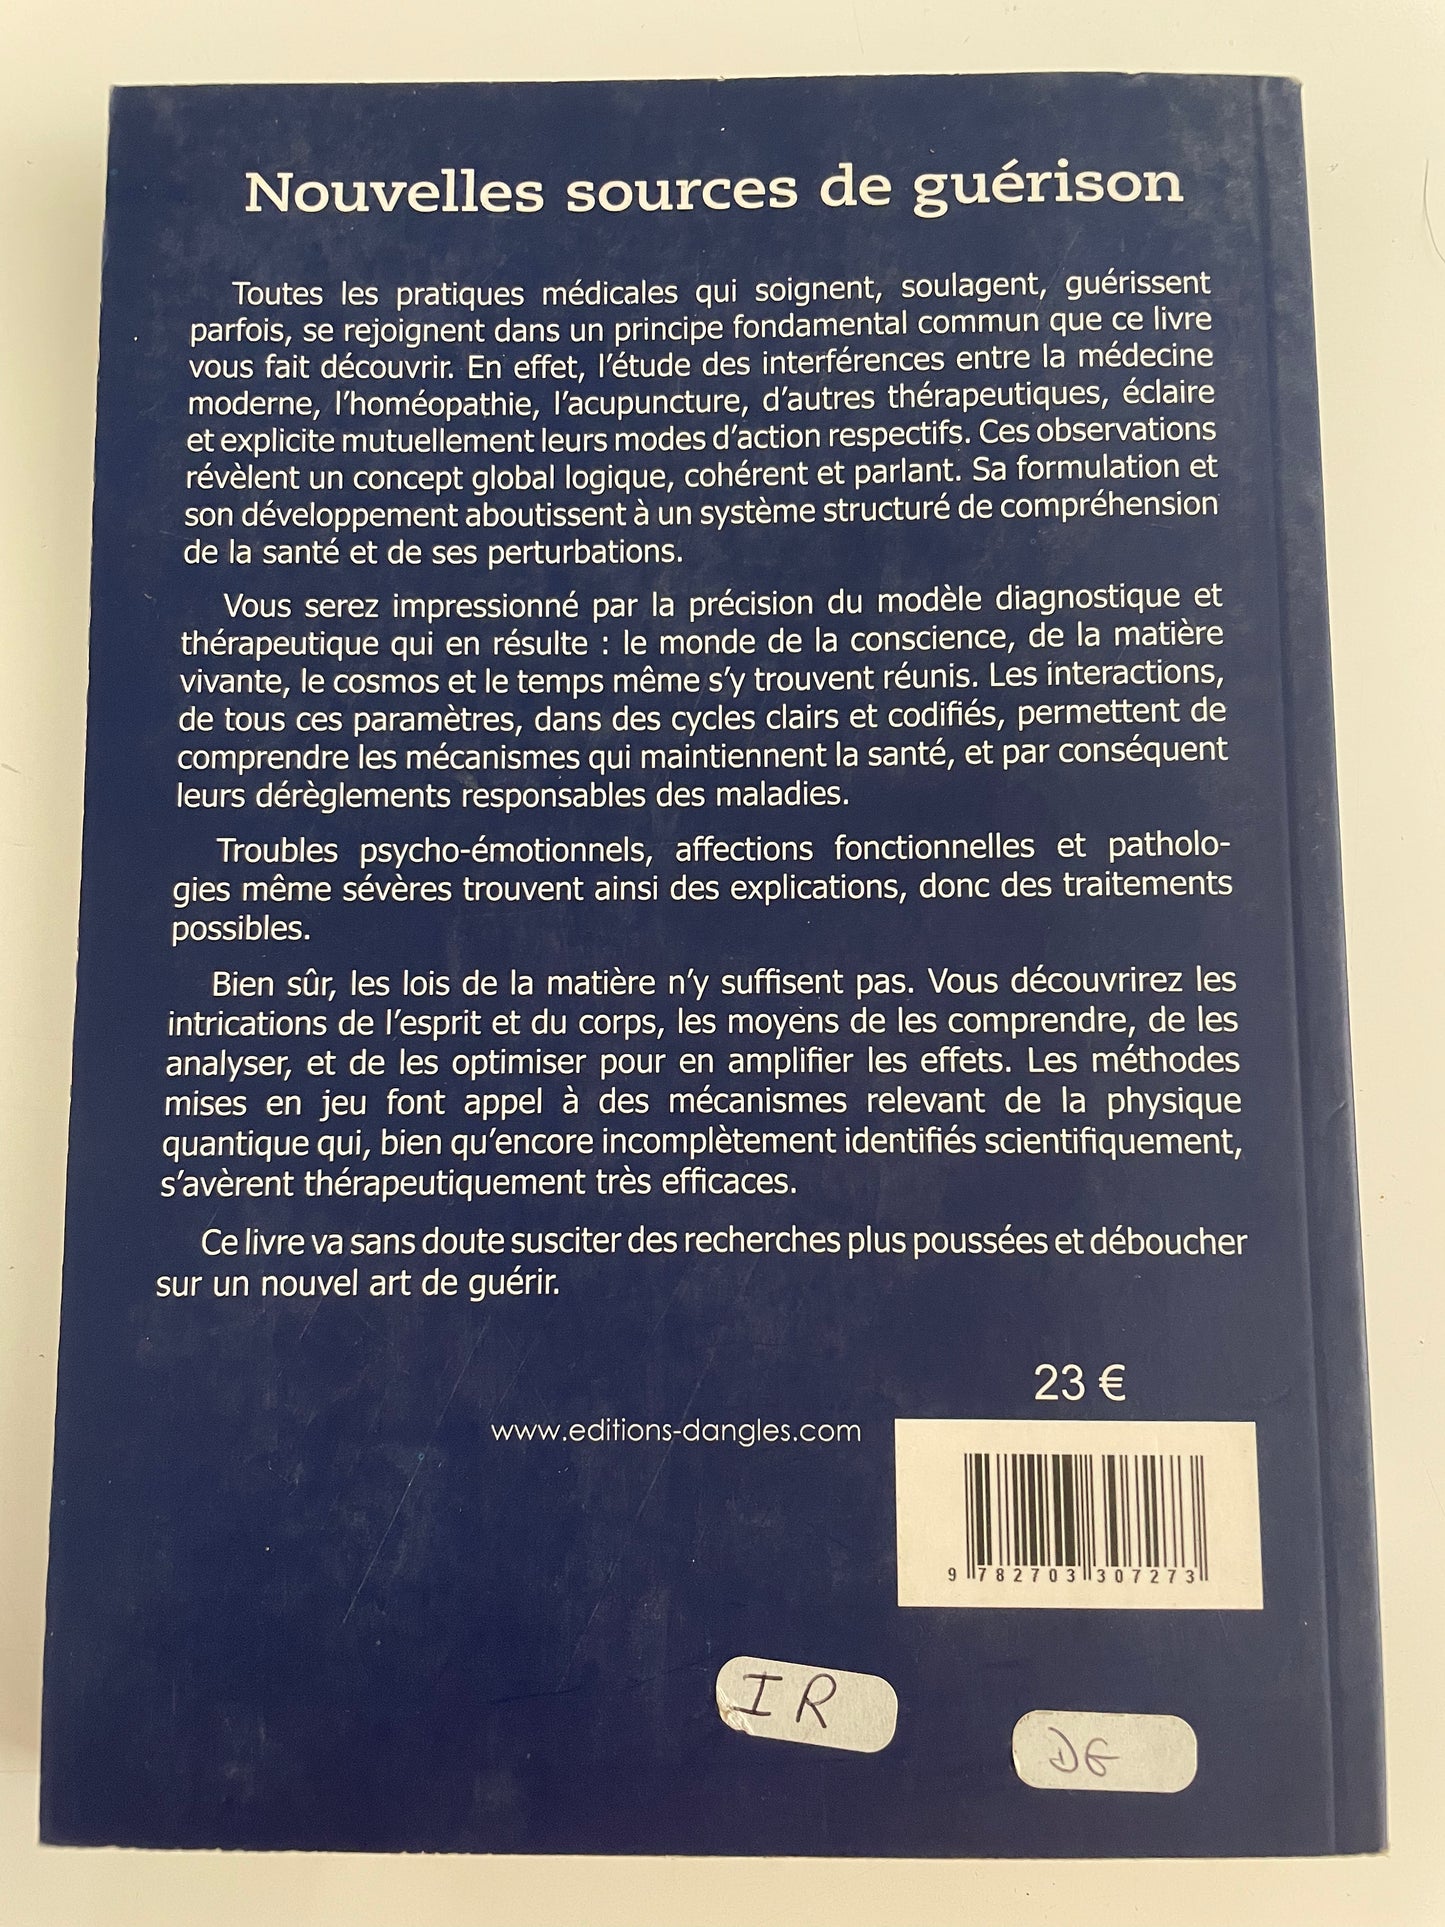 Nouvelles sources de guérison
Toutes les pratiques médicales qui soignent, soulagent, guérissent
parfois, se rejoignent dans un principe fondamental commun que ce livre
vous fait découvrir. En effet, l'étude des interférences entre la médecine
moderne, l'homéopathie, l'acupuncture, d'autres thérapeutiques, éclaire
et explicite mutuellement leurs modes d'action respectifs. Ces observations
révèlent un concept global logique, cohérent et parlant. Sa formulation et
son développement aboutissent à un système structuré de compréhension
de la santé et de ses perturbations.
Vous serez impressionné par la précision du modèle diagnostique et
thérapeutique qui en résulte : le monde de la conscience, de la matière
vivante, le cosmos et le temps même s'y trouvent réunis. Les interactions,
de tous ces paramètres, dans des cycles clairs et codifiés, permettent de
comprendre les mécanismes qui maintiennent la santé, et par conséquent
leurs dérèglements responsables des maladies.
Troubles psycho-émotionnels, affections fonctionnelles et patholo-
gies même sévères trouvent ainsi des explications, donc des traitements
possibles.
Bien sûr, les lois de la matière n'y suffisent pas. Vous découvrirez les
intrications de l'esprit et du corps, les moyens de les comprendre, de les
analyser, et de les optimiser pour en amplifier les effets. Les méthodes
mises en jeu font appel à des mécanismes relevant de la physique
quantique qui, bien qu'encore incomplètement identifiés scientifiquement,
s'avèrent thérapeutiquement très efficaces.
Ce livre va sans doute susciter des recherches plus poussées et déboucher
sur un nouvel art de guérir.
23 €
www.editions-dangles.com
9 782703 307273
IR
DG